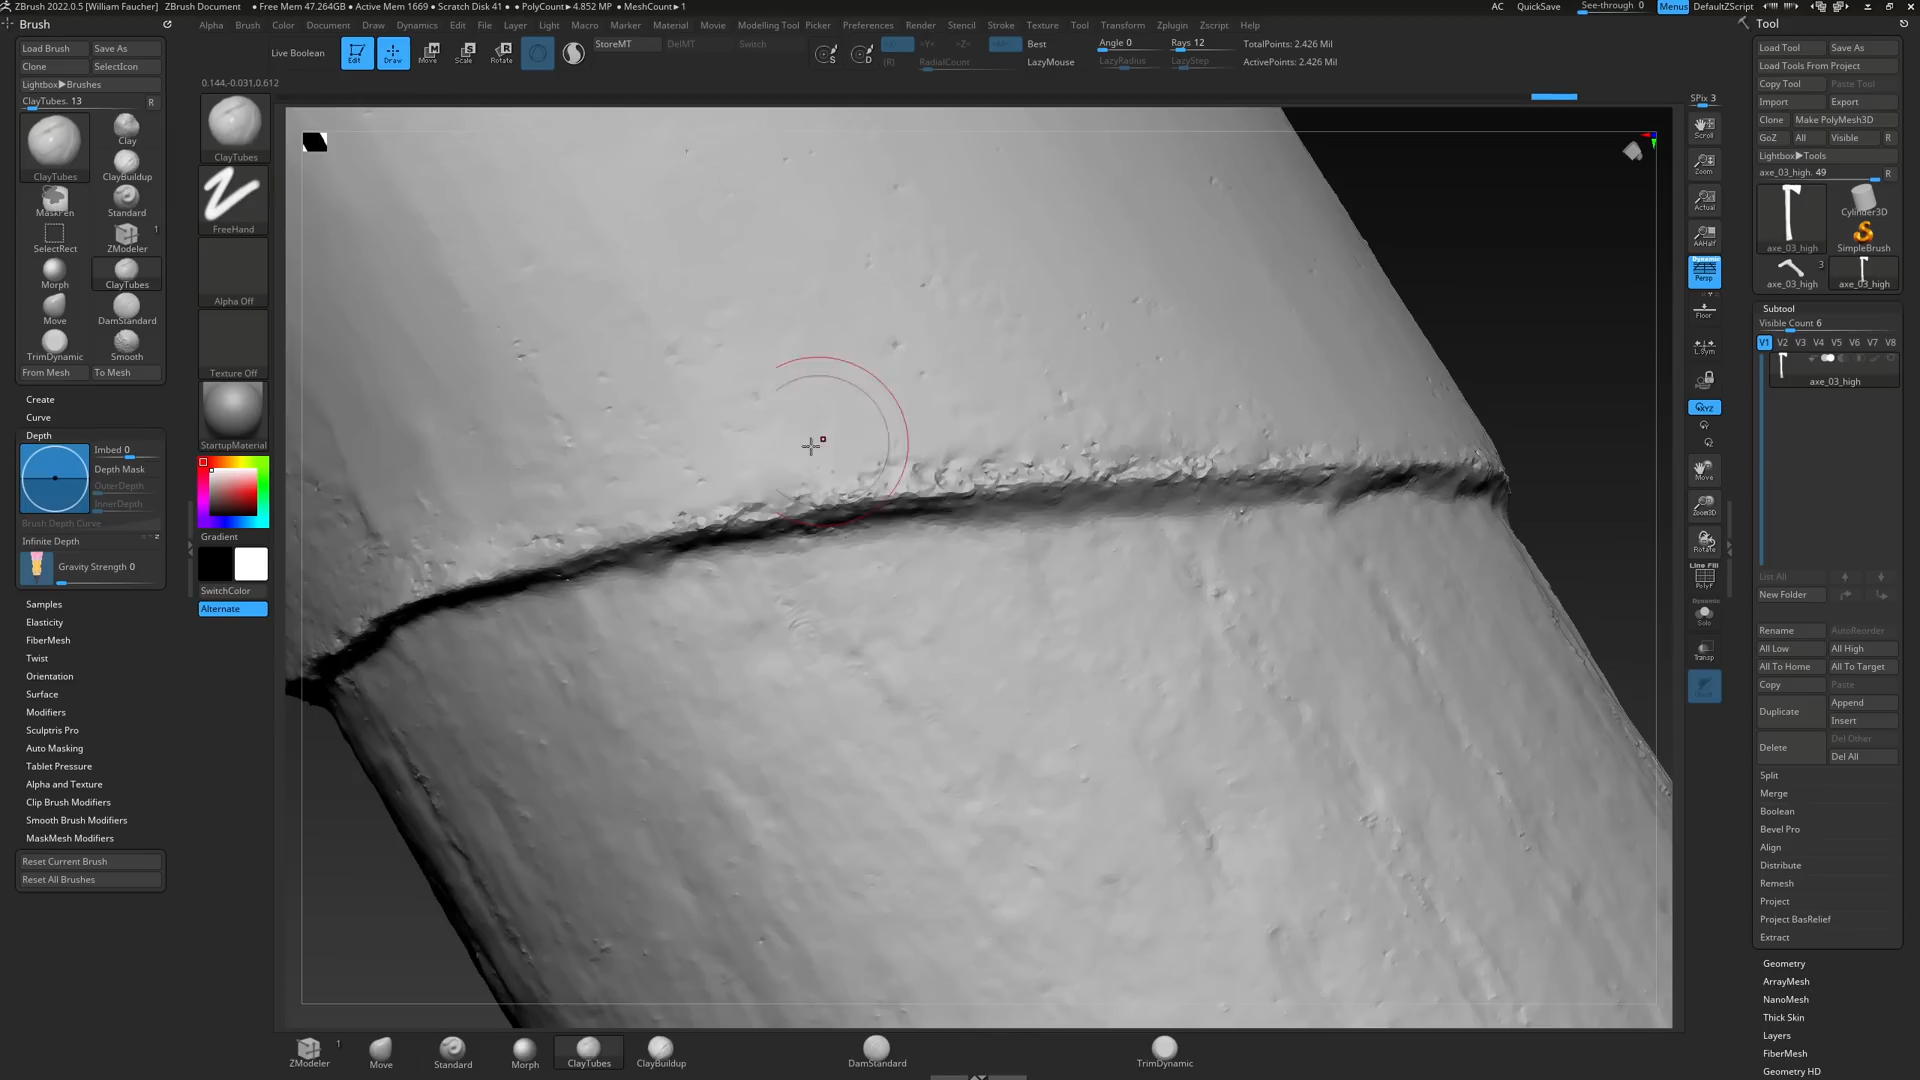 ZBrush 2022.0.5 [William Faucher] ZBrush Document • Free Mem 47.264GB • Active Mem 1669 • Scratch Disk 41 • PolyCount▸4.852 MP • MeshCount▸1
AC QuickSave See-through 0 Menus DefaultZScript
Brush
Alpha Brush Color Document Draw Dynamics Edit File Layer Light Macro Marker Material Movie Modelling Tool Picker Preferences Render Stencil Stroke Texture Tool Transform Zplugin Zscript Help
Tool
Load Brush Save As
Clone SelectIcon
Lightbox▸Brushes
ClayTubes. 13 R
ClayTubes
Clay
ClayBuildup
MaskPen Standard
SelectRect ZModeler 1
Morph ClayTubes
Move DamStandard
TrimDynamic Smooth
From Mesh To Mesh
Create
Curve
Depth
Imbed 0
Depth Mask
OuterDepth
InnerDepth
Brush Depth Curve
Infinite Depth
Gravity Strength 0
Samples
Elasticity
FiberMesh
Twist
Orientation
Surface
Modifiers
Sculptris Pro
Auto Masking
Tablet Pressure
Alpha and Texture
Clip Brush Modifiers
Smooth Brush Modifiers
MaskMesh Modifiers
Reset Current Brush
Reset All Brushes
Live Boolean Edit Draw Move Scale Rotate
StoreMT DelMT Switch
S D
>Y< >Z<
(R) RadialCount
Best
LazyMouse
Angle 0 Rays 12
LazyRadius LazyStep
TotalPoints: 2.426 Mil
ActivePoints: 2.426 Mil
0.144,-0.031,0.612
ClayTubes
FreeHand
Alpha Off
Texture Off
StartupMaterial
Gradient
SwitchColor
Alternate
SPix 3
Scroll
Zoom
Actual
AAHalf
Dynamic
Persp
Floor
L.Sym
XYZ
Move
Zoom3D
Rotate
Line Fill
PolyF
Dynamic
Solo
Transp
Load Tool Save As
Load Tools From Project
Copy Tool Paste Tool
Import Export
Clone Make PolyMesh3D
GoZ All Visible R
Lightbox▸Tools
axe_03_high. 49 R
axe_03_high
Cylinder3D
SimpleBrush
3
axe_03_high axe_03_high
Subtool
Visible Count 6
V1 V2 V3 V4 V5 V6 V7 V8
axe_03_high
List All
New Folder
Rename AutoReorder
All Low All High
All To Home All To Target
Copy Paste
Duplicate Append
Insert
Delete Del Other
Del All
Split
Merge
Boolean
Bevel Pro
Align
Distribute
Remesh
Project
Project BasRelief
Extract
Geometry
ArrayMesh
NanoMesh
Thick Skin
Layers
FiberMesh
Geometry HD
ZModeler 1 Move Standard Morph ClayTubes ClayBuildup DamStandard TrimDynamic